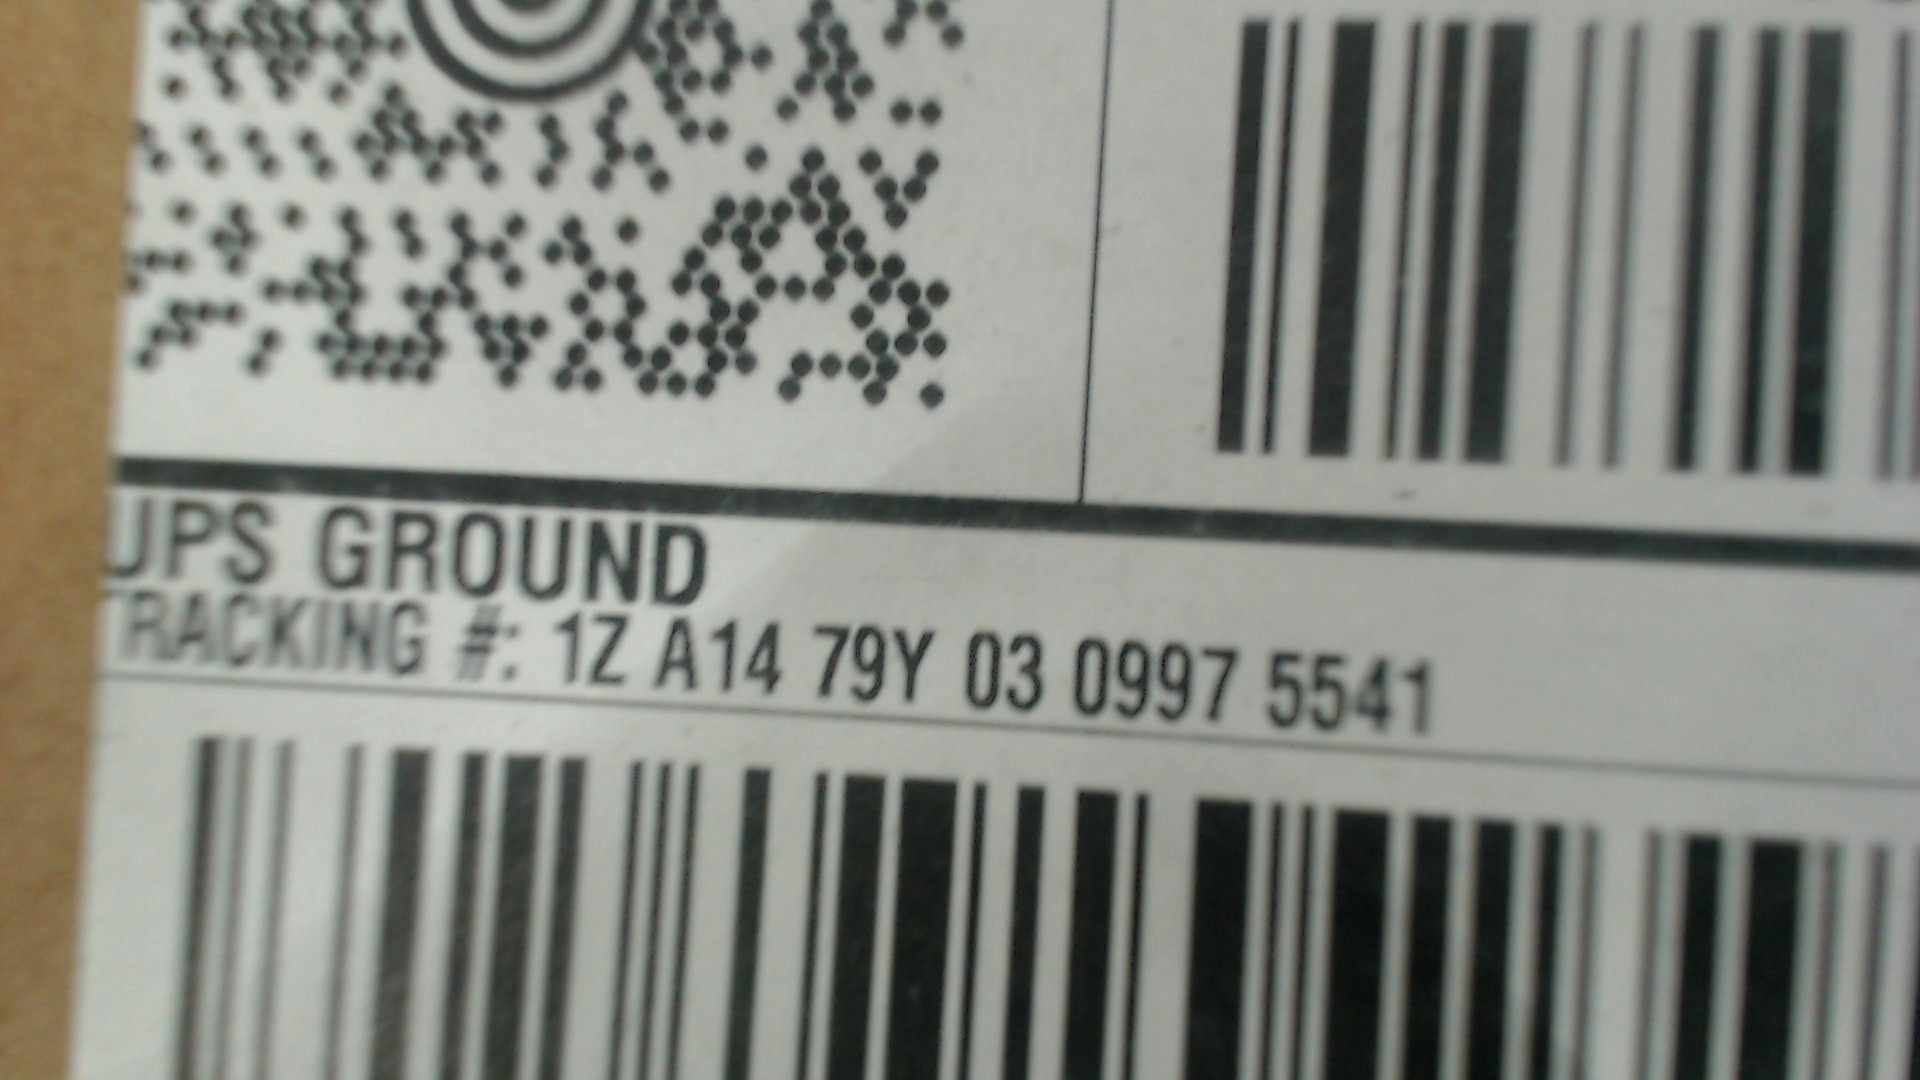 UPS GROUND
TRACKING #: 1Z A14 79Y 03 0997 5541